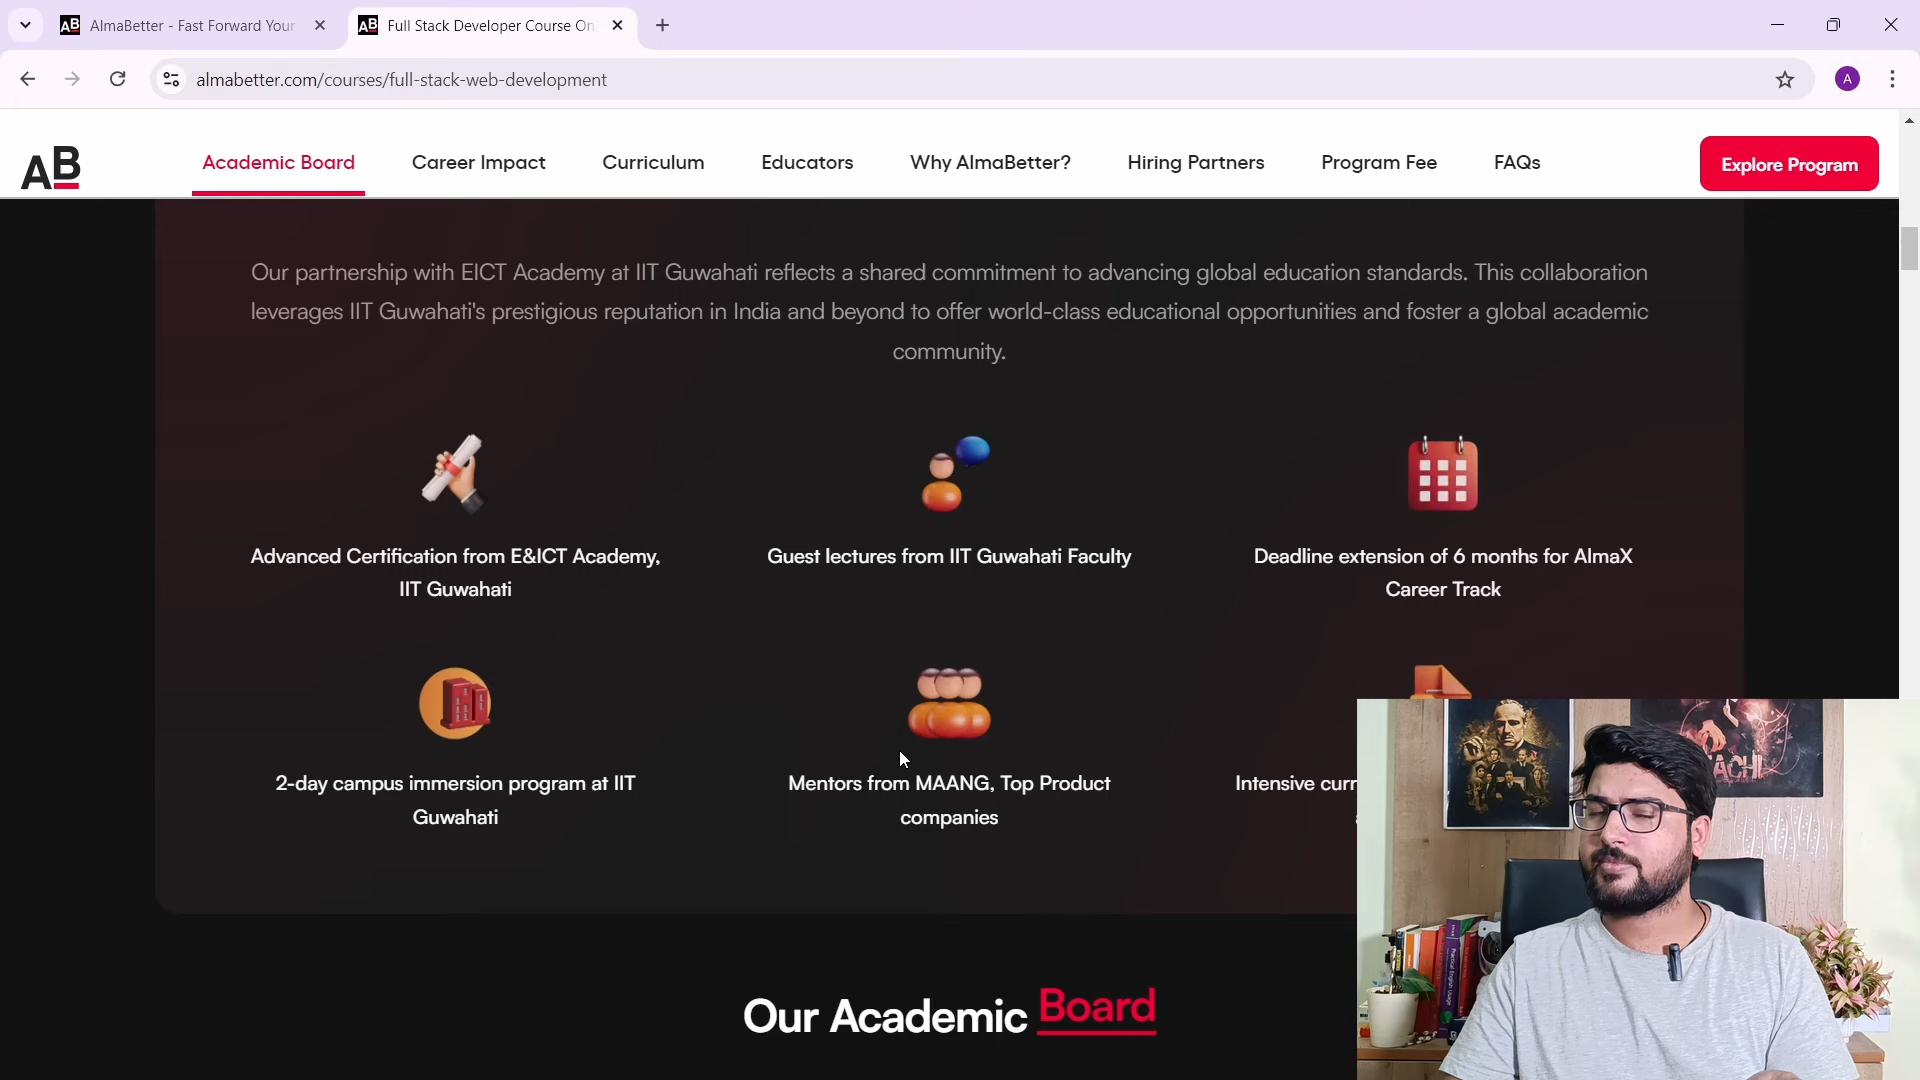 AlmaBetter - Fast Forward Your
Full Stack Developer Course On
almabetter.com/courses/full-stack-web-development
A
AB
Academic Board
Career Impact
Curriculum
Educators
Why AlmaBetter?
Hiring Partners
Program Fee
FAQs
Explore Program
Our partnership with EICT Academy at IIT Guwahati reflects a shared commitment to advancing global education standards. This collaboration
leverages IIT Guwahati's prestigious reputation in India and beyond to offer world-class educational opportunities and foster a global academic
community.
Advanced Certification from E&ICT Academy,
IIT Guwahati
Guest lectures from IIT Guwahati Faculty
Deadline extension of 6 months for AlmaX
Career Track
2-day campus immersion program at IIT
Guwahati
Mentors from MAANG, Top Product
companies
Intensive
Our Academic Board